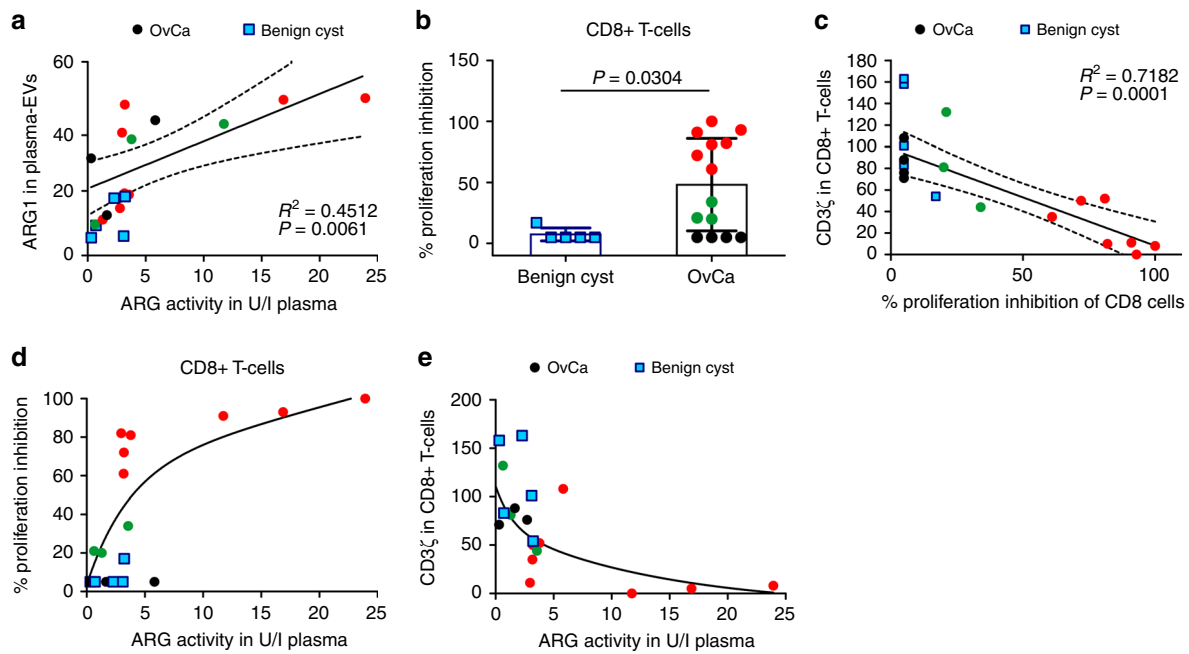 a
OvCa
Benign cyst
60
40
20
0
0
5
10
15
20
25
ARG1 in plasma-EVs
R² = 0.4512
P = 0.0061
ARG activity in U/I plasma
b
CD8+ T-cells
150
100
50
0
% proliferation inhibition
P = 0.0304
Benign cyst
OvCa
c
OvCa
Benign cyst
180
160
140
120
100
80
60
40
20
0
50
100
CD3ζ in CD8+ T-cells
R² = 0.7182
P = 0.0001
% proliferation inhibition of CD8 cells
d
CD8+ T-cells
100
80
60
40
20
0
0
5
10
15
20
25
% proliferation inhibition
ARG activity in U/I plasma
e
OvCa
Benign cyst
200
150
100
50
0
0
5
10
15
20
25
CD3ζ in CD8+ T-cells
ARG activity in U/I plasma